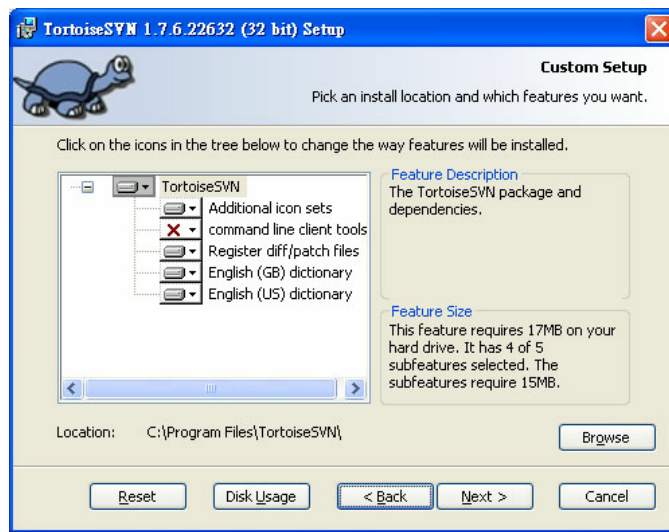 TortoiseSVN 1.7.6.22632 (32 bit) Setup
Custom Setup
Pick an install location and which features you want.
Click on the icons in the tree below to change the way features will be installed.
TortoiseSVN
Additional icon sets
command line client tools
Register diff/patch files
English (GB) dictionary
English (US) dictionary
Feature Description
The TortoiseSVN package and
dependencies.
Feature Size
This feature requires 17MB on your
hard drive. It has 4 of 5
subfeatures selected. The
subfeatures require 15MB.
Location: C:\Program Files\TortoiseSVN\
Browse
Reset Disk Usage < Back Next > Cancel